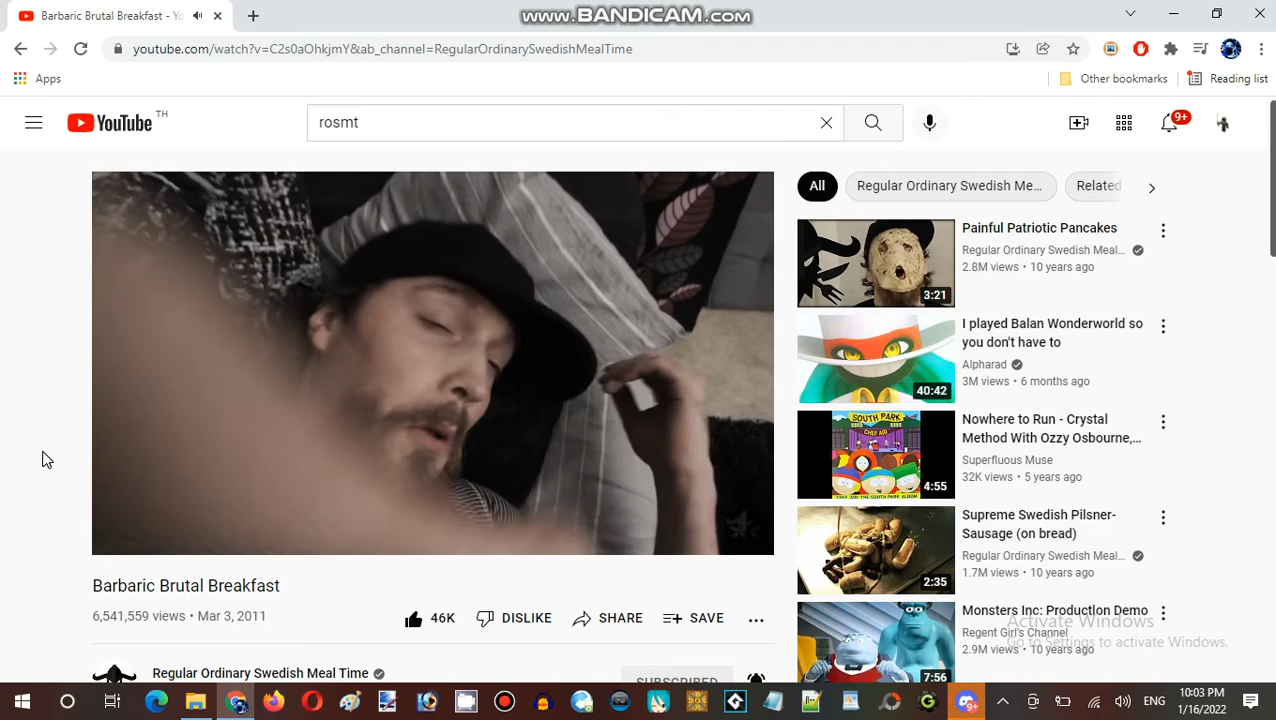 Barbaric Brutal Breakfast - Yo
www.BANDICAM.com
youtube.com/watch?v=C2s0aOhkjmY&ab_channel=RegularOrdinarySwedishMealTime
Apps
Other bookmarks
Reading list
YouTube TH
rosmt
9+
All
Regular Ordinary Swedish Me...
Related
Painful Patriotic Pancakes
Regular Ordinary Swedish Meal...
2.8M views • 10 years ago
3:21
I played Balan Wonderworld so
you don't have to
Alpharad
3M views • 6 months ago
40:42
SOUTH PARK
CHEF AID
Nowhere to Run - Crystal
Method With Ozzy Osbourne,...
Superfluous Muse
32K views • 5 years ago
4:55
Supreme Swedish Pilsner-
Sausage (on bread)
Regular Ordinary Swedish Meal...
1.7M views • 10 years ago
2:35
Monsters Inc: Production Demo
Regent Girl's Channel
2.9M views • 10 years ago
7:56
Activate Windows
Go to Settings to activate Windows.
Barbaric Brutal Breakfast
6,541,559 views • Mar 3, 2011
46K
DISLIKE
SHARE
SAVE
Regular Ordinary Swedish Meal Time
SUBSCRIBED
9+
ENG
10:03 PM
1/16/2022